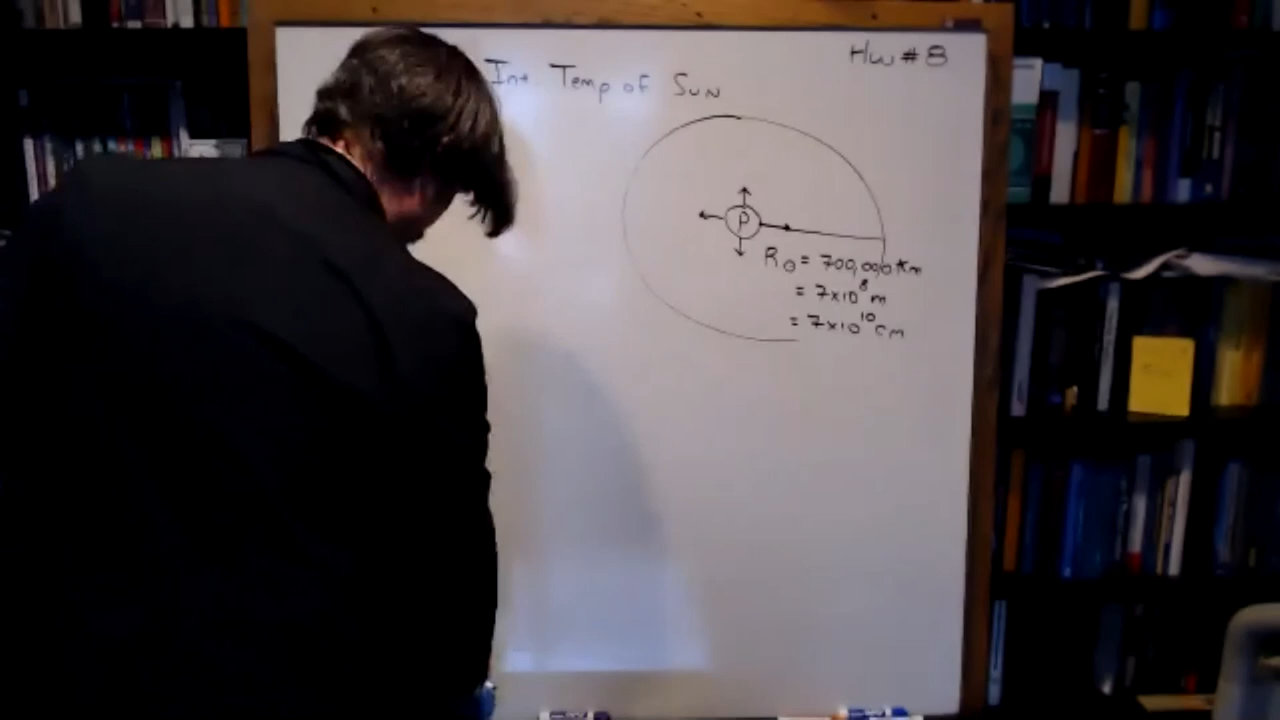 Hw # 8
Int Temp of Sun
P
R⊙ = 700,000 Km
= 7x10⁸ m
= 7x10¹⁰ cm